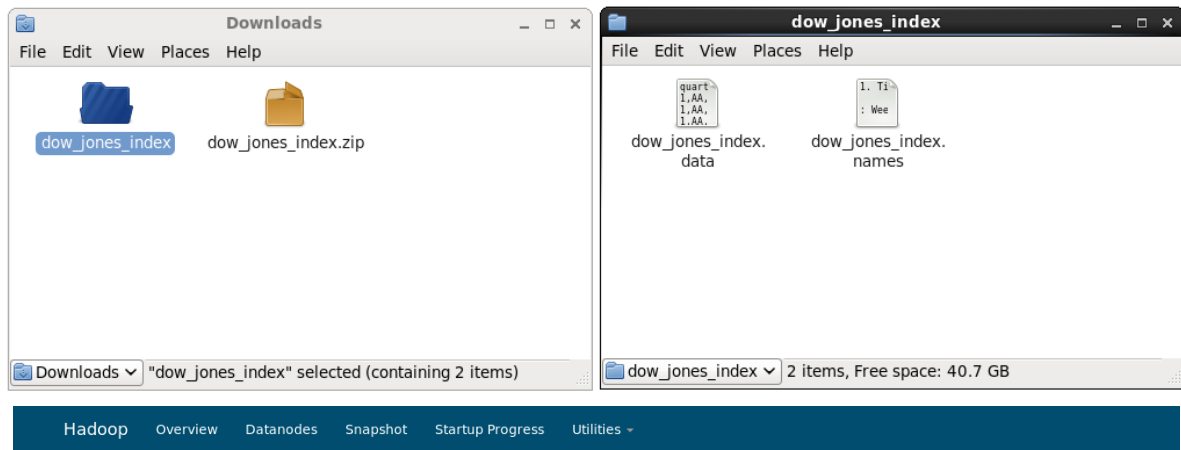 Downloads
File Edit View Places Help
dow_jones_index
dow_jones_index.zip
Downloads
"dow_jones_index" selected (containing 2 items)
dow_jones_index
File Edit View Places Help
quart
1,AA,
1,AA,
1.AA.
dow_jones_index.
data
1. Ti
: Wee
dow_jones_index.
names
dow_jones_index
2 items, Free space: 40.7 GB
Hadoop Overview Datanodes Snapshot Startup Progress Utilities